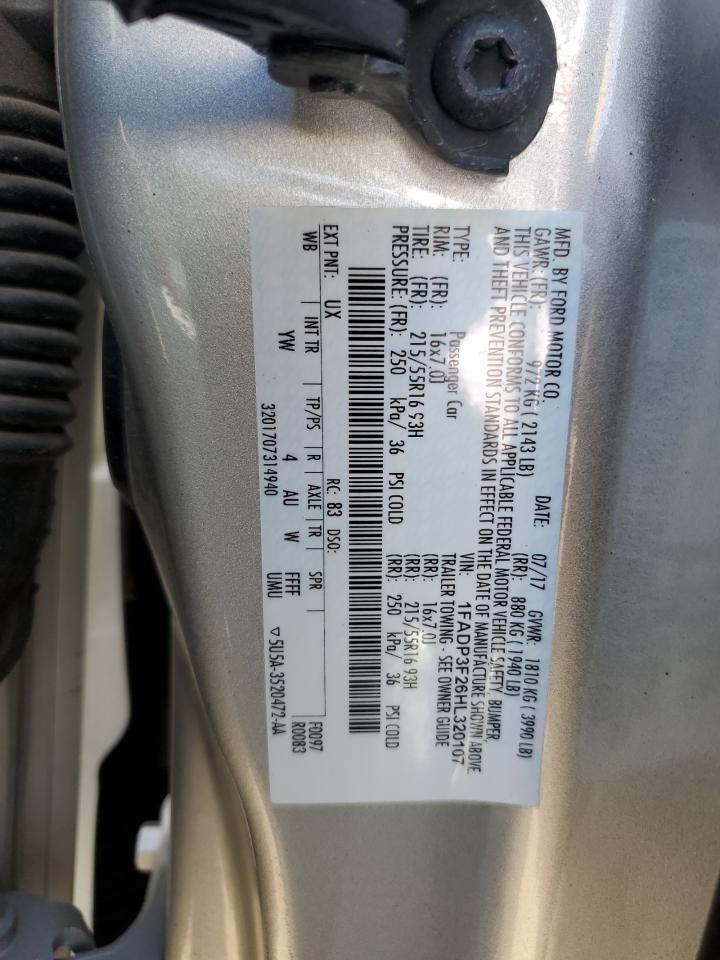 MFD. BY FORD MOTOR CO. DATE: 07/17 GVWR: 1810 KG ( 3990 LB)
GAWR: (FR): 972 KG ( 2143 LB) (RR): 880 KG ( 1940 LB)
THIS VEHICLE CONFORMS TO ALL APPLICABLE FEDERAL MOTOR VEHICLE SAFETY, BUMPER,
AND THEFT PREVENTION STANDARDS IN EFFECT ON THE DATE OF MANUFACTURE SHOWN ABOVE.
VIN: 1FADP3F26HL320107
TYPE: Passenger Car TRAILER TOWING - SEE OWNER GUIDE
RIM: (FR): 16x7.0J (RR): 16x7.0J
TIRE: (FR): 215/55R16 93H (RR): 215/55R16 93H
PRESSURE: (FR): 250 kPa/ 36 PSI COLD (RR): 250 kPa/ 36 PSI COLD
EXT PNT: UX RC: 83 DSO: F0097
WB INT TR TP/PS R AXLE TR SPR R0083
YW 4 AU W FFFF
3201707314940 UMU ▽5U5A-3520472-AA